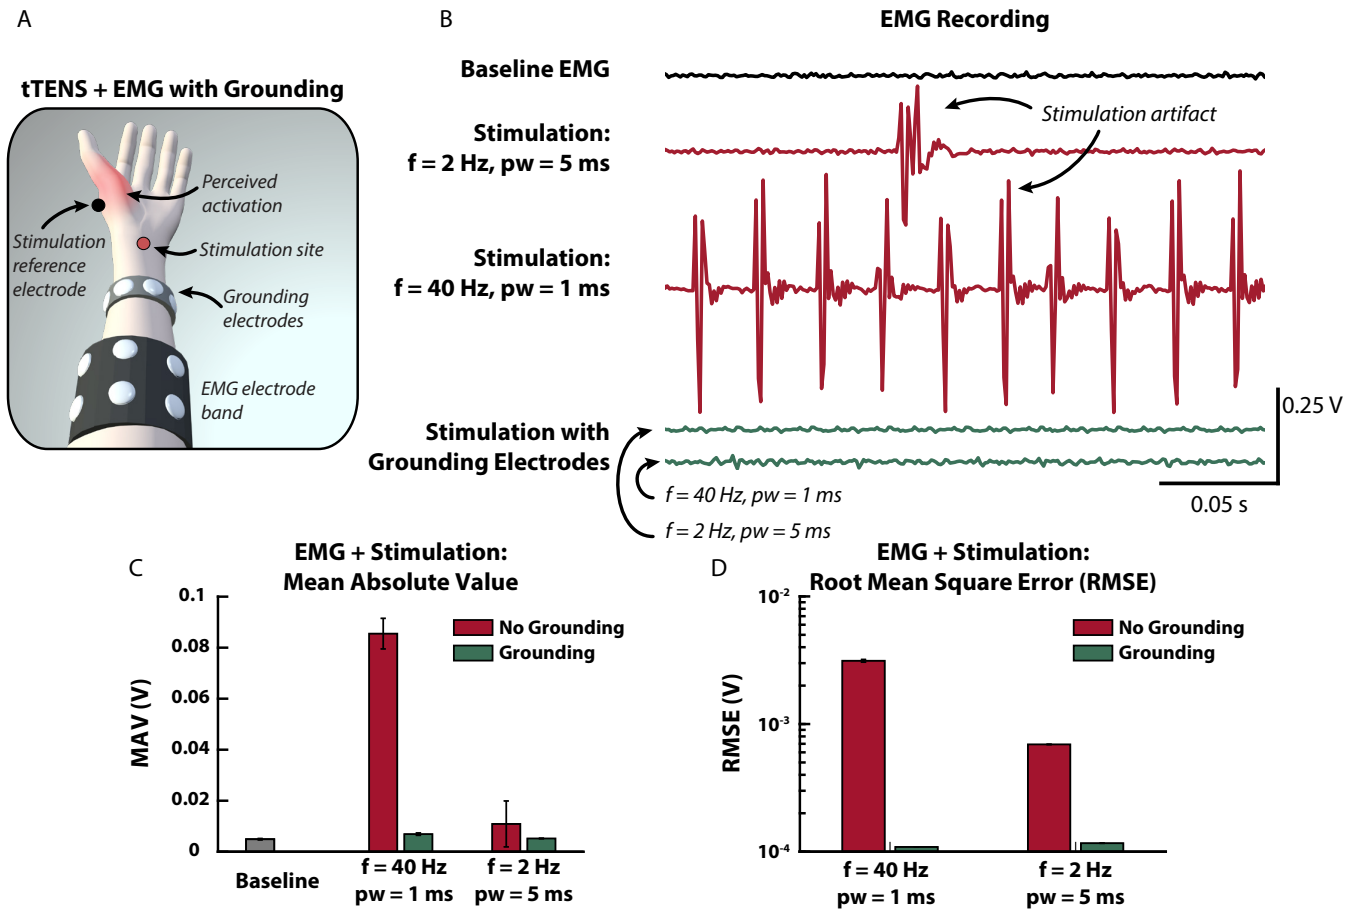 A
tTENS + EMG with Grounding
Perceived
activation
Stimulation
reference
electrode
Stimulation site
Grounding
electrodes
EMG electrode
band
B
EMG Recording
Baseline EMG
Stimulation:
f = 2 Hz, pw = 5 ms
Stimulation artifact
Stimulation:
f = 40 Hz, pw = 1 ms
0.25 V
Stimulation with
Grounding Electrodes
f = 40 Hz, pw = 1 ms
f = 2 Hz, pw = 5 ms
0.05 s
C
EMG + Stimulation:
Mean Absolute Value
0.1
0.08
0.06
0.04
0.02
0
MAV (V)
No Grounding
Grounding
Baseline
f = 40 Hz
pw = 1 ms
f = 2 Hz
pw = 5 ms
D
EMG + Stimulation:
Root Mean Square Error (RMSE)
10⁻²
10⁻³
10⁻⁴
RMSE (V)
No Grounding
Grounding
f = 40 Hz
pw = 1 ms
f = 2 Hz
pw = 5 ms